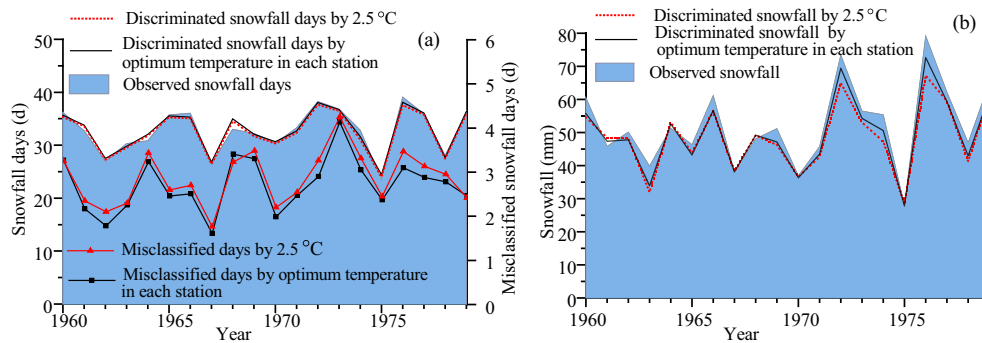 Discriminated snowfall days by 2.5 °C
Discriminated snowfall days by
optimum temperature in each station
Observed snowfall days
(a)
Snowfall days (d)
50
40
30
20
10
0
6
5
4
3
2
1
0
Misclassified snowfall days (d)
Misclassified days by 2.5 °C
Misclassified days by optimum temperature
in each station
1960
1965
1970
1975
Year
Discriminated snowfall by 2.5 °C
Discriminated snowfall by
optimum temperature in each station
Observed snowfall
(b)
Snowfall (mm)
80
70
60
50
40
30
20
10
0
1960
1965
1970
1975
Year